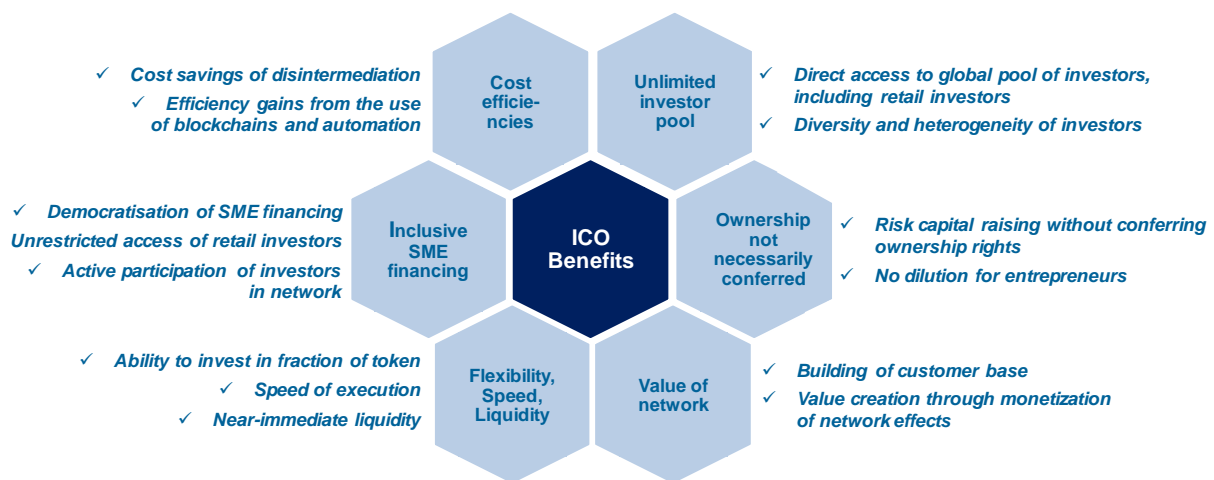 ✓ Cost savings of disintermediation
✓ Efficiency gains from the use
of blockchains and automation
Cost
efficie-
ncies
Unlimited
investor
pool
✓ Direct access to global pool of investors,
including retail investors
✓ Diversity and heterogeneity of investors
✓ Democratisation of SME financing
Unrestricted access of retail investors
✓ Active participation of investors
in network
Inclusive
SME
financing
ICO
Benefits
Ownership
not
necessarily
conferred
✓ Risk capital raising without conferring
ownership rights
✓ No dilution for entrepreneurs
✓ Ability to invest in fraction of token
✓ Speed of execution
✓ Near-immediate liquidity
Flexibility,
Speed,
Liquidity
Value of
network
✓ Building of customer base
✓ Value creation through monetization
of network effects